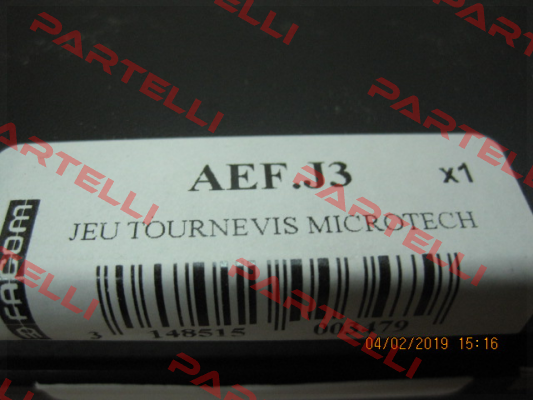 AEF.J3 x1
JEU TOURNEVIS MICROTECH
FACOM
3 148515
04/02/2019 15:16
PARTELLI
PARTELLI
PARTELLI
PARTELLI
PARTELLI
PARTELLI